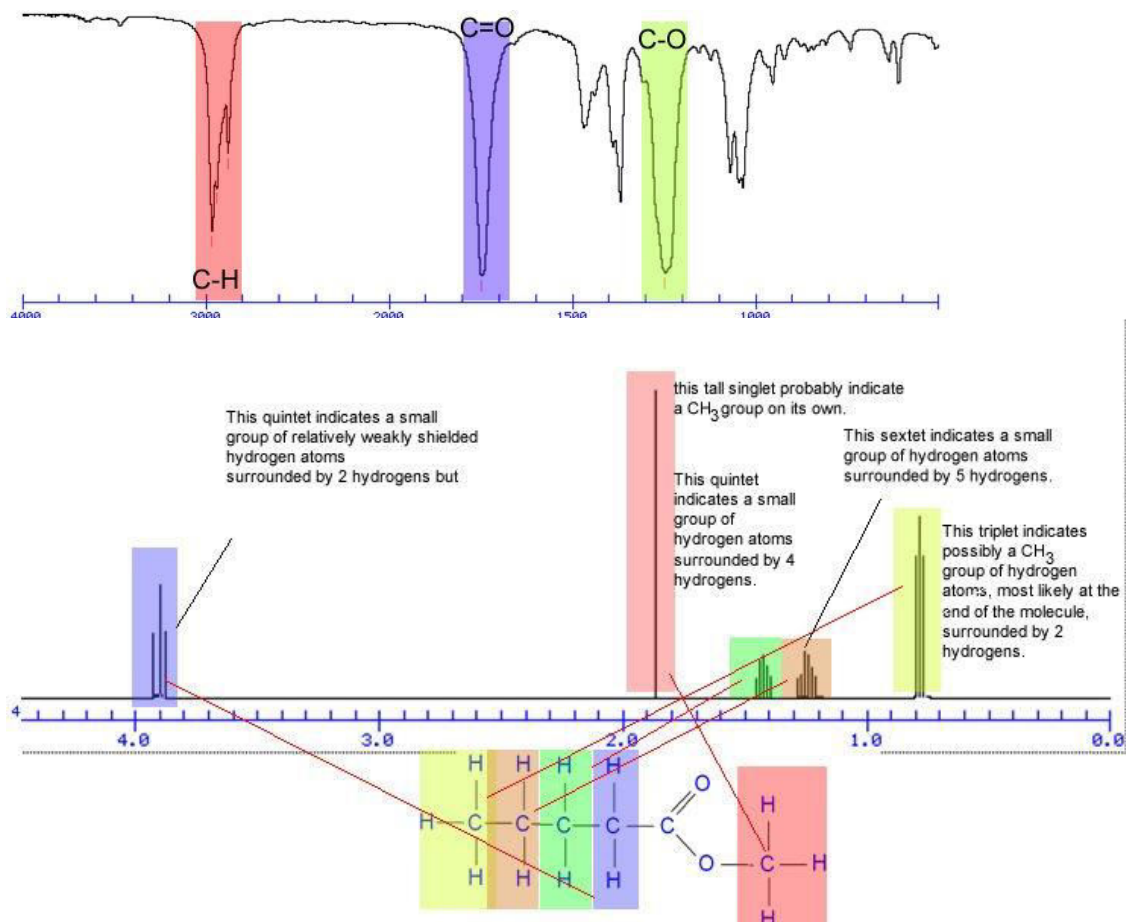 C=O
C-O
C-H
4000
3000
2000
1500
1000
this tall singlet probably indicate
a CH3 group on its own.
This quintet indicates a small
group of relatively weakly shielded
hydrogen atoms
surrounded by 2 hydrogens but
This sextet indicates a small
group of hydrogen atoms
surrounded by 5 hydrogens.
This quintet
indicates a small
group of
hydrogen atoms
surrounded by 4
hydrogens.
This triplet indicates
possibly a CH3
group of hydrogen
atoms, most likely at the
end of the molecule,
surrounded by 2
hydrogens.
4
4.0
3.0
2.0
1.0
0.0
H H H H
O
H C C C C C
H
H H H H
O C H
H